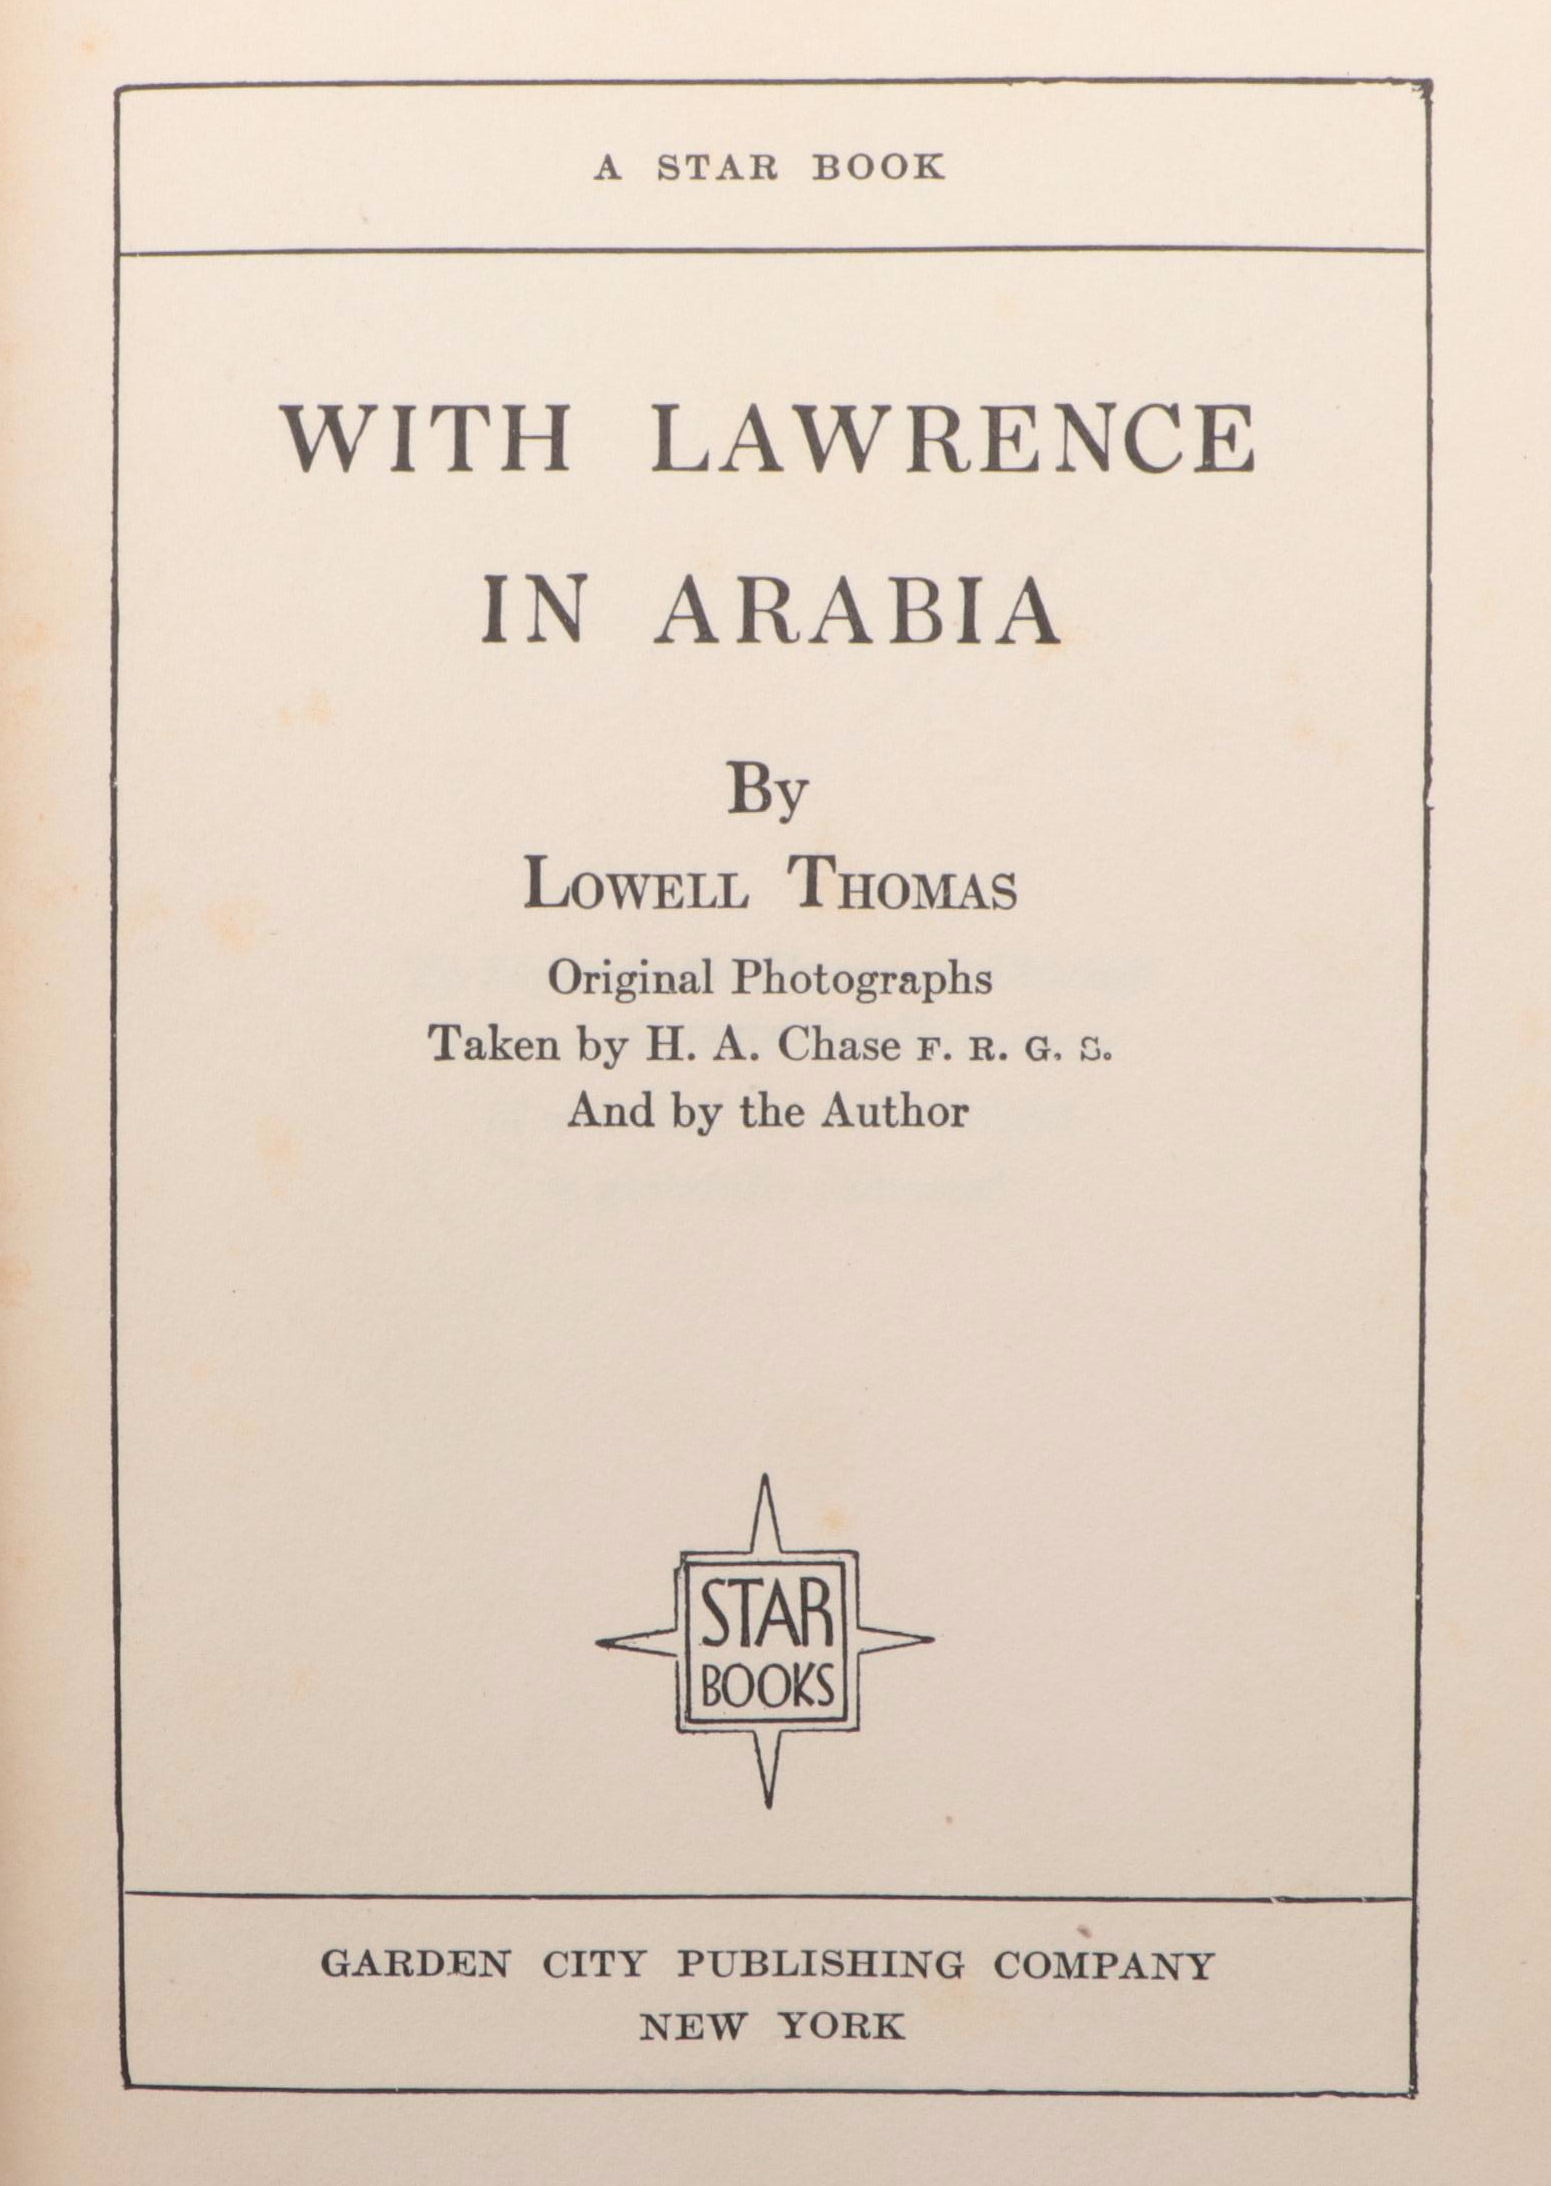 A STAR BOOK
WITH LAWRENCE
IN ARABIA
By
LOWELL THOMAS
Original Photographs
Taken by H. A. Chase F. R. G. S.
And by the Author
STAR
BOOKS
GARDEN CITY PUBLISHING COMPANY
NEW YORK